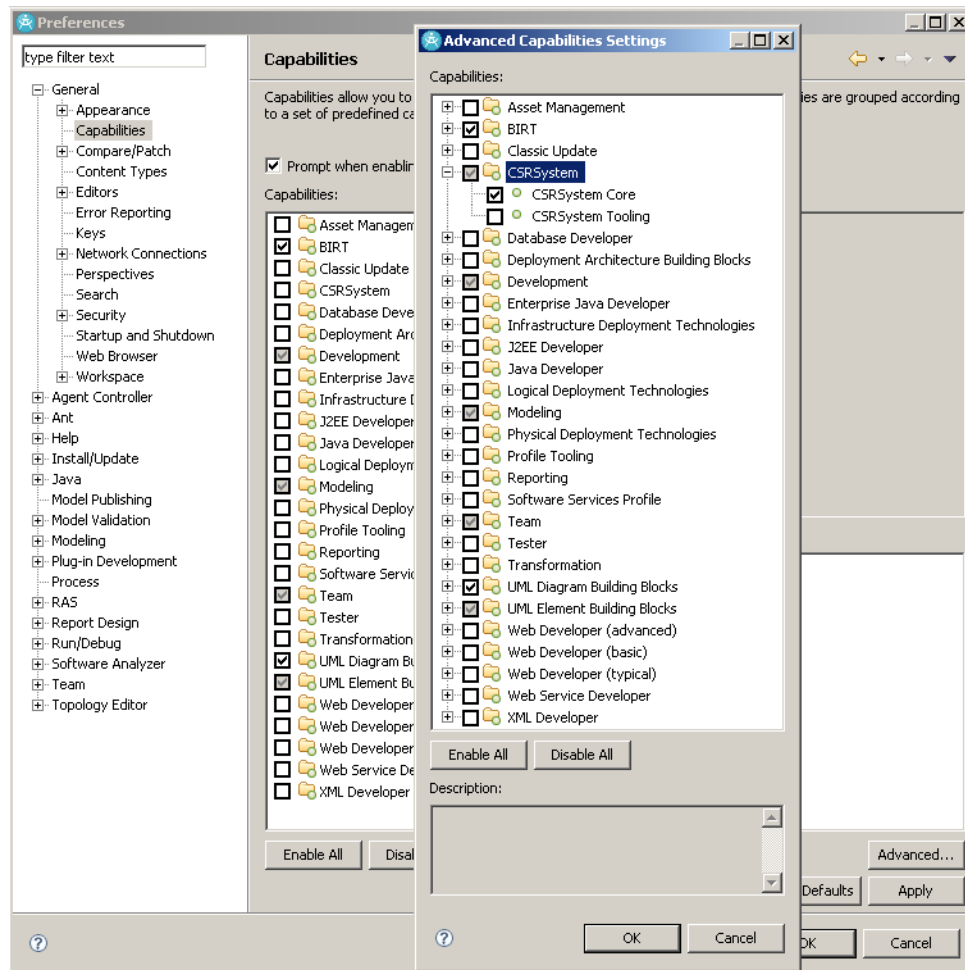 Preferences
type filter text
General
Appearance
Capabilities
Compare/Patch
Content Types
Editors
Error Reporting
Keys
Network Connections
Perspectives
Search
Security
Startup and Shutdown
Web Browser
Workspace
Agent Controller
Ant
Help
Install/Update
Java
Model Publishing
Model Validation
Modeling
Plug-in Development
Process
RAS
Report Design
Run/Debug
Software Analyzer
Team
Topology Editor
Capabilities
Capabilities allow you to
ies are grouped according
to a set of predefined ca
Prompt when enablin
Capabilities:
Asset Managem
BIRT
Classic Update
CSRSystem
Database Deve
Deployment Arc
Development
Enterprise Java
Infrastructure D
J2EE Developer
Java Developer
Logical Deploym
Modeling
Physical Deploy
Profile Tooling
Reporting
Software Servic
Team
Tester
Transformation
UML Diagram Bu
UML Element Bu
Web Developer
Web Developer
Web Developer
Web Service De
XML Developer
Enable All
Disal
Advanced...
Defaults
Apply
OK
Cancel
Advanced Capabilities Settings
Capabilities:
Asset Management
BIRT
Classic Update
CSRSystem
CSRSystem Core
CSRSystem Tooling
Database Developer
Deployment Architecture Building Blocks
Development
Enterprise Java Developer
Infrastructure Deployment Technologies
J2EE Developer
Java Developer
Logical Deployment Technologies
Modeling
Physical Deployment Technologies
Profile Tooling
Reporting
Software Services Profile
Team
Tester
Transformation
UML Diagram Building Blocks
UML Element Building Blocks
Web Developer (advanced)
Web Developer (basic)
Web Developer (typical)
Web Service Developer
XML Developer
Enable All
Disable All
Description:
OK
Cancel